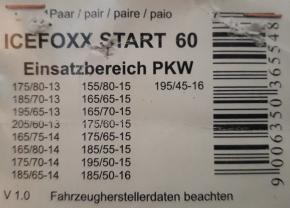 1Paar / pair / paire / paio
ICEFOXX START 60
Einsatzbereich PKW
175/80-13 155/80-15 195/45-16
185/70-13 165/65-15
195/65-13 165/70-15
205/60-13 175/60-15
165/75-14 175/65-15
165/80-14 185/55-15
175/70-14 195/50-15
185/65-14 185/50-16
V 1.0 Fahrzeugherstellerdaten beachten
9006350365548